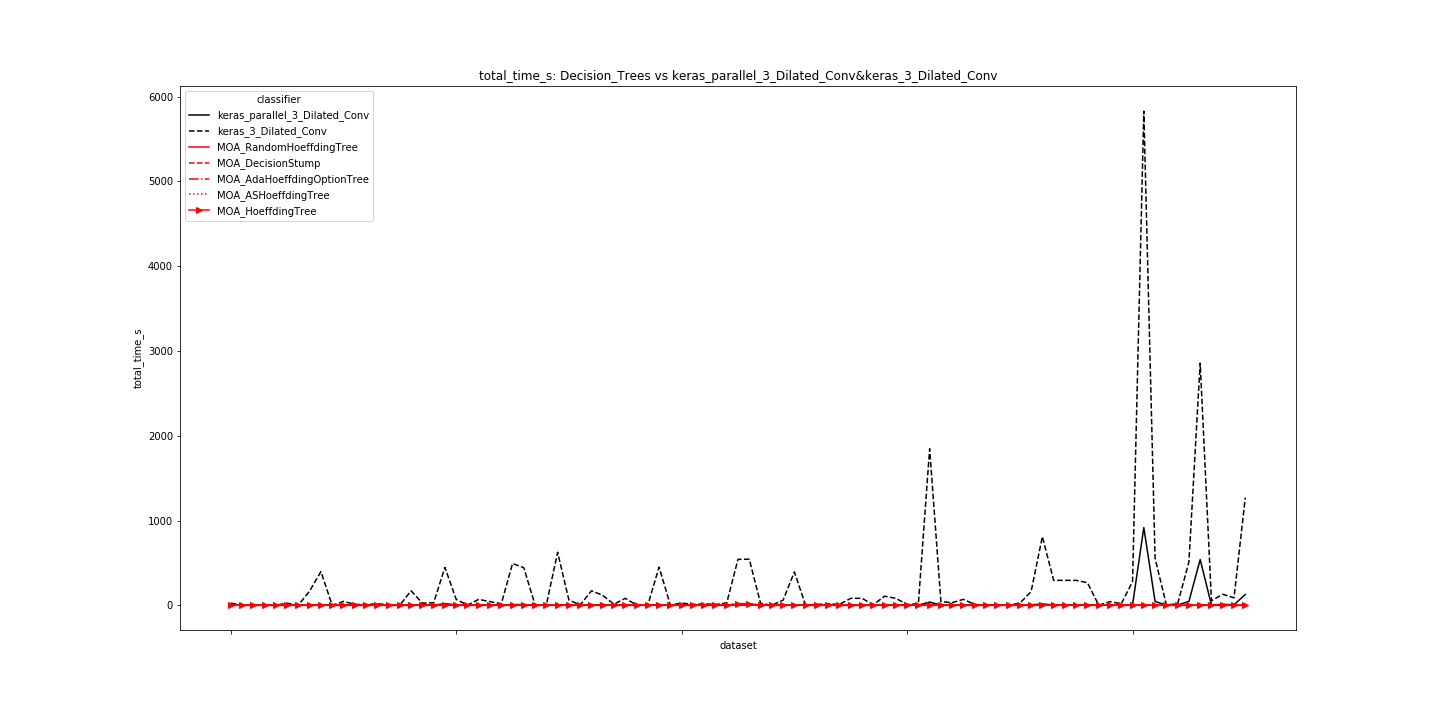 total_time_s: Decision_Trees vs keras_parallel_3_Dilated_Conv&keras_3_Dilated_Conv
classifier
keras_parallel_3_Dilated_Conv
keras_3_Dilated_Conv
MOA_RandomHoeffdingTree
MOA_DecisionStump
MOA_AdaHoeffdingOptionTree
MOA_ASHoeffdingTree
MOA_HoeffdingTree
6000
5000
4000
3000
2000
1000
0
total_time_s
dataset